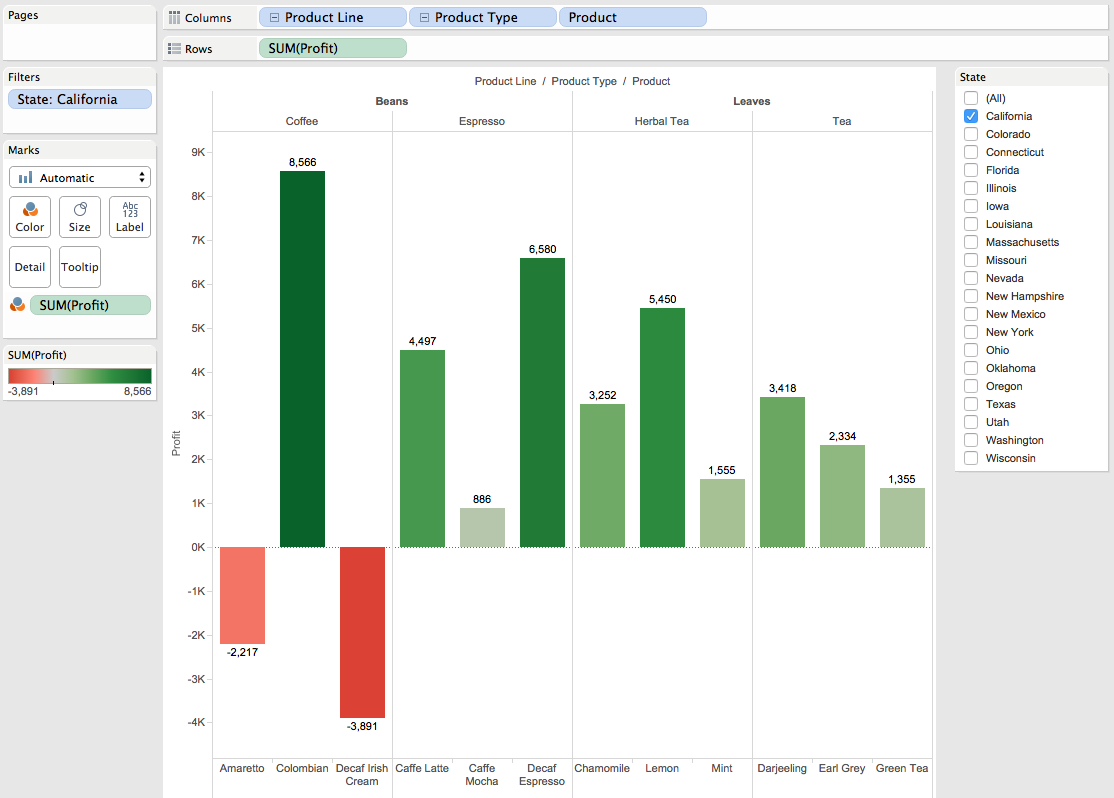 Pages
Columns
Product Line
Product Type
Product
Rows
SUM(Profit)
Filters
State: California
Marks
Automatic
Color
Size
Abc
123
Label
Detail
Tooltip
SUM(Profit)
SUM(Profit)
-3,891
8,566
Product Line / Product Type / Product
Beans
Leaves
Coffee
Espresso
Herbal Tea
Tea
9K
8K
7K
6K
5K
4K
3K
2K
1K
0K
-1K
-2K
-3K
-4K
Profit
-2,217
8,566
-3,891
4,497
886
6,580
3,252
5,450
1,555
3,418
2,334
1,355
Amaretto
Colombian
Decaf Irish
Cream
Caffe Latte
Caffe
Mocha
Decaf
Espresso
Chamomile
Lemon
Mint
Darjeeling
Earl Grey
Green Tea
State
(All)
California
Colorado
Connecticut
Florida
Illinois
Iowa
Louisiana
Massachusetts
Missouri
Nevada
New Hampshire
New Mexico
New York
Ohio
Oklahoma
Oregon
Texas
Utah
Washington
Wisconsin